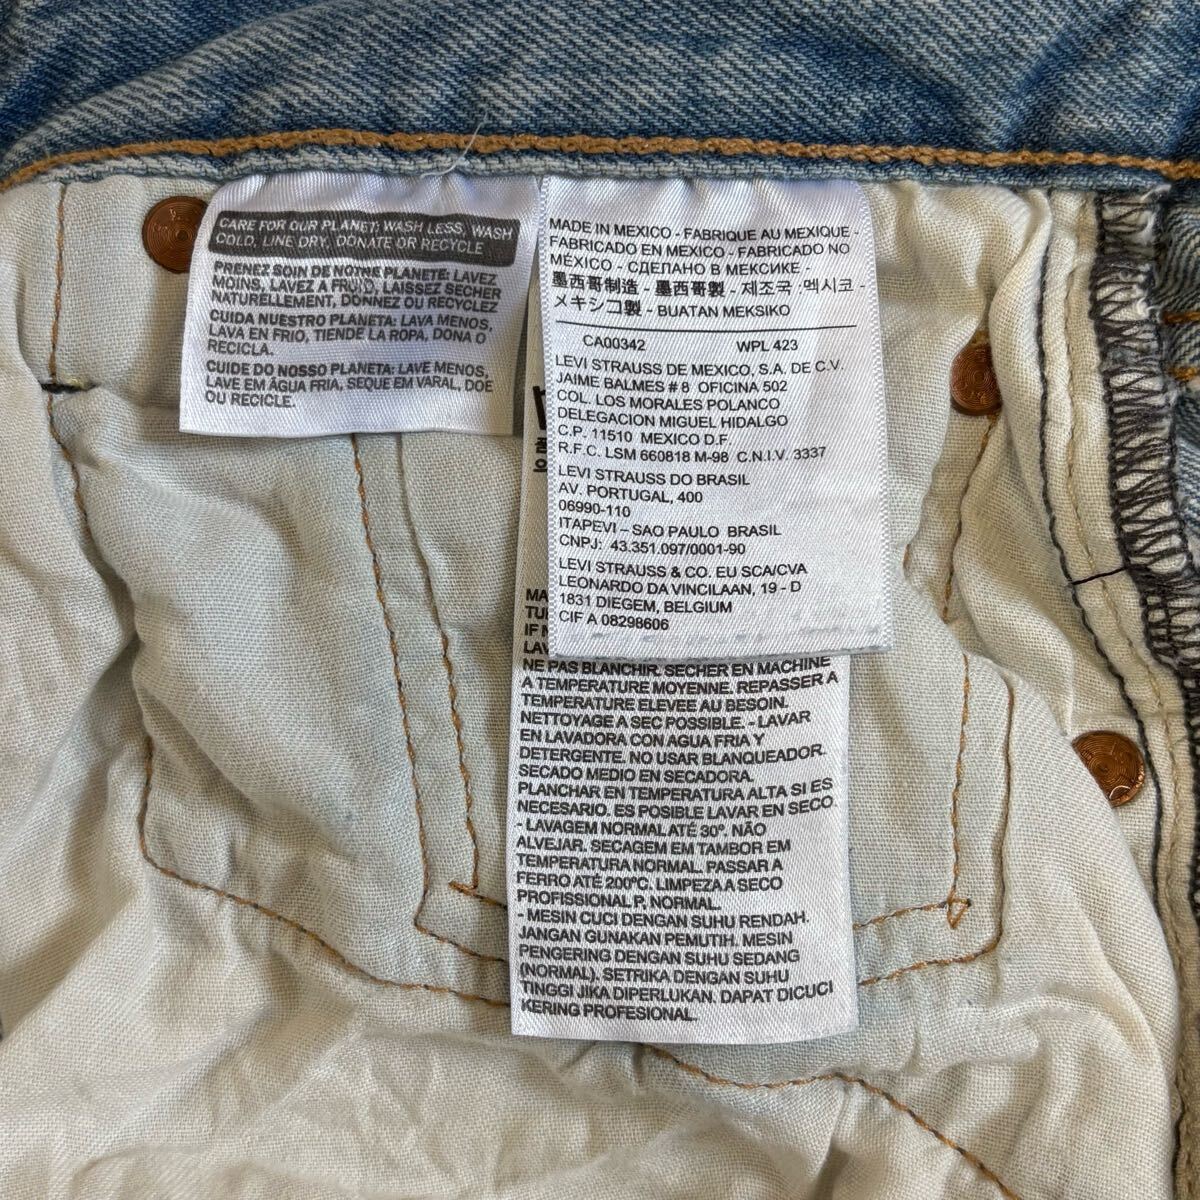 CARE FOR OUR PLANET: WASH LESS, WASH
COLD, LINE DRY, DONATE OR RECYCLE
PRENEZ SOIN DE NOTRE PLANETE: LAVEZ
MOINS, LAVEZ A FROID, LAISSEZ SECHER
NATURELLEMENT, DONNEZ OU RECYCLEZ
CUIDA NUESTRO PLANETA: LAVA MENOS,
LAVA EN FRIO, TIENDE LA ROPA, DONA O
RECICLA.
CUIDE DO NOSSO PLANETA: LAVE MENOS,
LAVE EM ÁGUA FRIA, SEQUE EM VARAL, DOE
OU RECICLE.
MADE IN MEXICO - FABRIQUE AU MEXIQUE -
FABRICADO EN MEXICO - FABRICADO NO
MÉXICO - СДЕЛАНО В МЕКСИКЕ -
墨西哥制造 - 墨西哥製 - 제조국 :멕시코 -
メキシコ製 - BUATAN MEKSIKO
CA00342 WPL 423
LEVI STRAUSS DE MEXICO, S.A. DE C.V.
JAIME BALMES # 8 OFICINA 502
COL. LOS MORALES POLANCO
DELEGACION MIGUEL HIDALGO
C.P. 11510 MEXICO D.F.
R.F.C. LSM 660818 M-98 C.N.I.V. 3337
LEVI STRAUSS DO BRASIL
AV. PORTUGAL, 400
06990-110
ITAPEVI – SAO PAULO BRASIL
CNPJ: 43.351.097/0001-90
LEVI STRAUSS & CO. EU SCA/CVA
LEONARDO DA VINCILAAN, 19 - D
1831 DIEGEM, BELGIUM
CIF A 08298606
MA
TU
IF N
LAV
NE PAS BLANCHIR. SECHER EN MACHINE
A TEMPERATURE MOYENNE. REPASSER A
TEMPERATURE ELEVEE AU BESOIN.
NETTOYAGE A SEC POSSIBLE. - LAVAR
EN LAVADORA CON AGUA FRIA Y
DETERGENTE. NO USAR BLANQUEADOR.
SECADO MEDIO EN SECADORA.
PLANCHAR EN TEMPERATURA ALTA SI ES
NECESARIO. ES POSIBLE LAVAR EN SECO.
- LAVAGEM NORMAL ATÉ 30°. NÃO
ALVEJAR. SECAGEM EM TAMBOR EM
TEMPERATURA NORMAL. PASSAR A
FERRO ATÉ 200°C. LIMPEZA A SECO
PROFISSIONAL P, NORMAL.
- MESIN CUCI DENGAN SUHU RENDAH.
JANGAN GUNAKAN PEMUTIH. MESIN
PENGERING DENGAN SUHU SEDANG
(NORMAL). SETRIKA DENGAN SUHU
TINGGI JIKA DIPERLUKAN. DAPAT DICUCI
KERING PROFESIONAL.